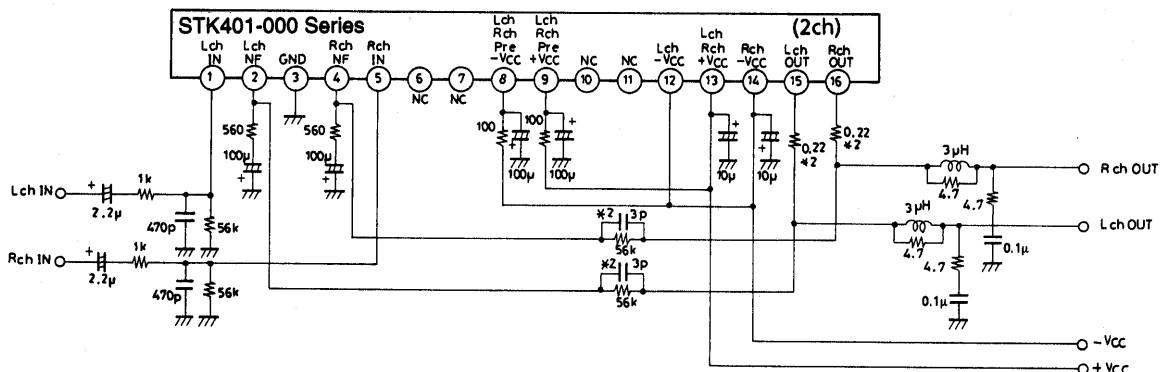 STK401-000 Series (2ch)
Lch IN
Lch NF
GND
Rch NF
Rch IN
Lch Rch Pre -VCC
Lch Rch Pre +VCC
NC
NC
Lch -VCC
Lch Rch +VCC
Rch -VCC
Lch OUT
Rch OUT
1 2 3 4 5 6 7 8 9 10 11 12 13 14 15 16
NC NC
560
100µ
+
560
100µ
+
100
+
100µ
100
+
100µ
+
10µ
+
10µ
0.22
*2
0.22
*2
Lch IN
+
2.2µ
1k
470p
56k
Rch IN
+
2.2µ
1k
470p
56k
*2 3p
56k
*2 3p
56k
3µH
4.7
4.7
0.1µ
Rch OUT
3µH
4.7
4.7
0.1µ
Lch OUT
-VCC
+VCC